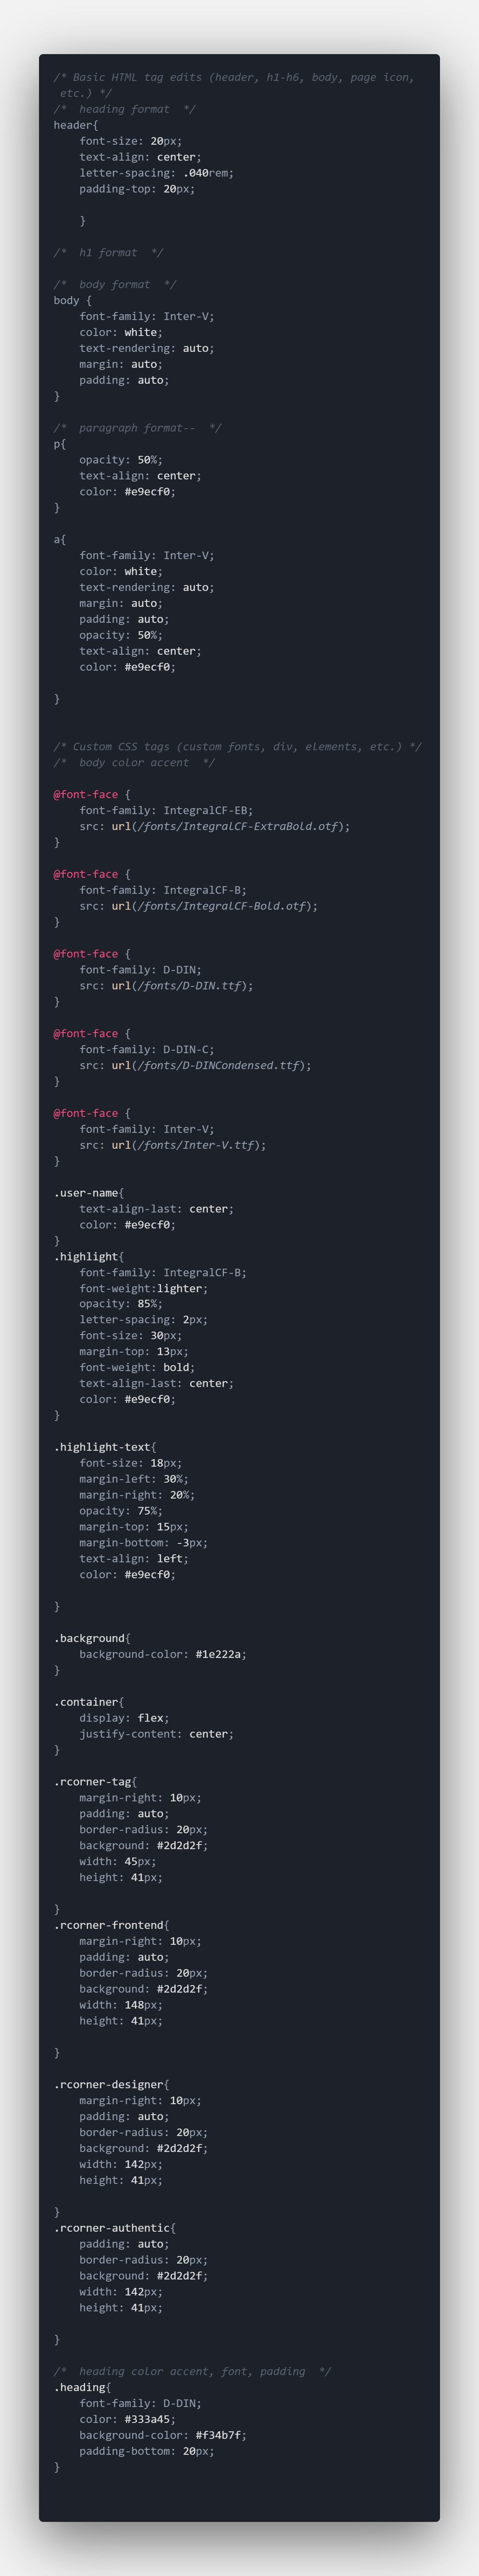 /* Basic HTML tag edits (header, h1-h6, body, page icon,
 etc.) */
/*  heading format  */
header{
    font-size: 20px;
    text-align: center;
    letter-spacing: .040rem;
    padding-top: 20px;

    }

/*  h1 format  */

/*  body format  */
body {
    font-family: Inter-V;
    color: white;
    text-rendering: auto;
    margin: auto;
    padding: auto;
}

/*  paragraph format--  */
p{
    opacity: 50%;
    text-align: center;
    color: #e9ecf0;
}

a{
    font-family: Inter-V;
    color: white;
    text-rendering: auto;
    margin: auto;
    padding: auto;
    opacity: 50%;
    text-align: center;
    color: #e9ecf0;

}


/* Custom CSS tags (custom fonts, div, elements, etc.) */
/*  body color accent  */

@font-face {
    font-family: IntegralCF-EB;
    src: url(/fonts/IntegralCF-ExtraBold.otf);
}

@font-face {
    font-family: IntegralCF-B;
    src: url(/fonts/IntegralCF-Bold.otf);
}

@font-face {
    font-family: D-DIN;
    src: url(/fonts/D-DIN.ttf);
}

@font-face {
    font-family: D-DIN-C;
    src: url(/fonts/D-DINCondensed.ttf);
}

@font-face {
    font-family: Inter-V;
    src: url(/fonts/Inter-V.ttf);
}

.user-name{
    text-align-last: center;
    color: #e9ecf0;
}
.highlight{
    font-family: IntegralCF-B;
    font-weight:lighter;
    opacity: 85%;
    letter-spacing: 2px;
    font-size: 30px;
    margin-top: 13px;
    font-weight: bold;
    text-align-last: center;
    color: #e9ecf0;
}

.highlight-text{
    font-size: 18px;
    margin-left: 30%;
    margin-right: 20%;
    opacity: 75%;
    margin-top: 15px;
    margin-bottom: -3px;
    text-align: left;
    color: #e9ecf0;

}

.background{
    background-color: #1e222a;
}

.container{
    display: flex;
    justify-content: center;
}

.rcorner-tag{
    margin-right: 10px;
    padding: auto;
    border-radius: 20px;
    background: #2d2d2f;
    width: 45px;
    height: 41px;

}
.rcorner-frontend{
    margin-right: 10px;
    padding: auto;
    border-radius: 20px;
    background: #2d2d2f;
    width: 148px;
    height: 41px;

}

.rcorner-designer{
    margin-right: 10px;
    padding: auto;
    border-radius: 20px;
    background: #2d2d2f;
    width: 142px;
    height: 41px;

}
.rcorner-authentic{
    padding: auto;
    border-radius: 20px;
    background: #2d2d2f;
    width: 142px;
    height: 41px;

}

/*  heading color accent, font, padding  */
.heading{
    font-family: D-DIN;
    color: #333a45;
    background-color: #f34b7f;
    padding-bottom: 20px;
}